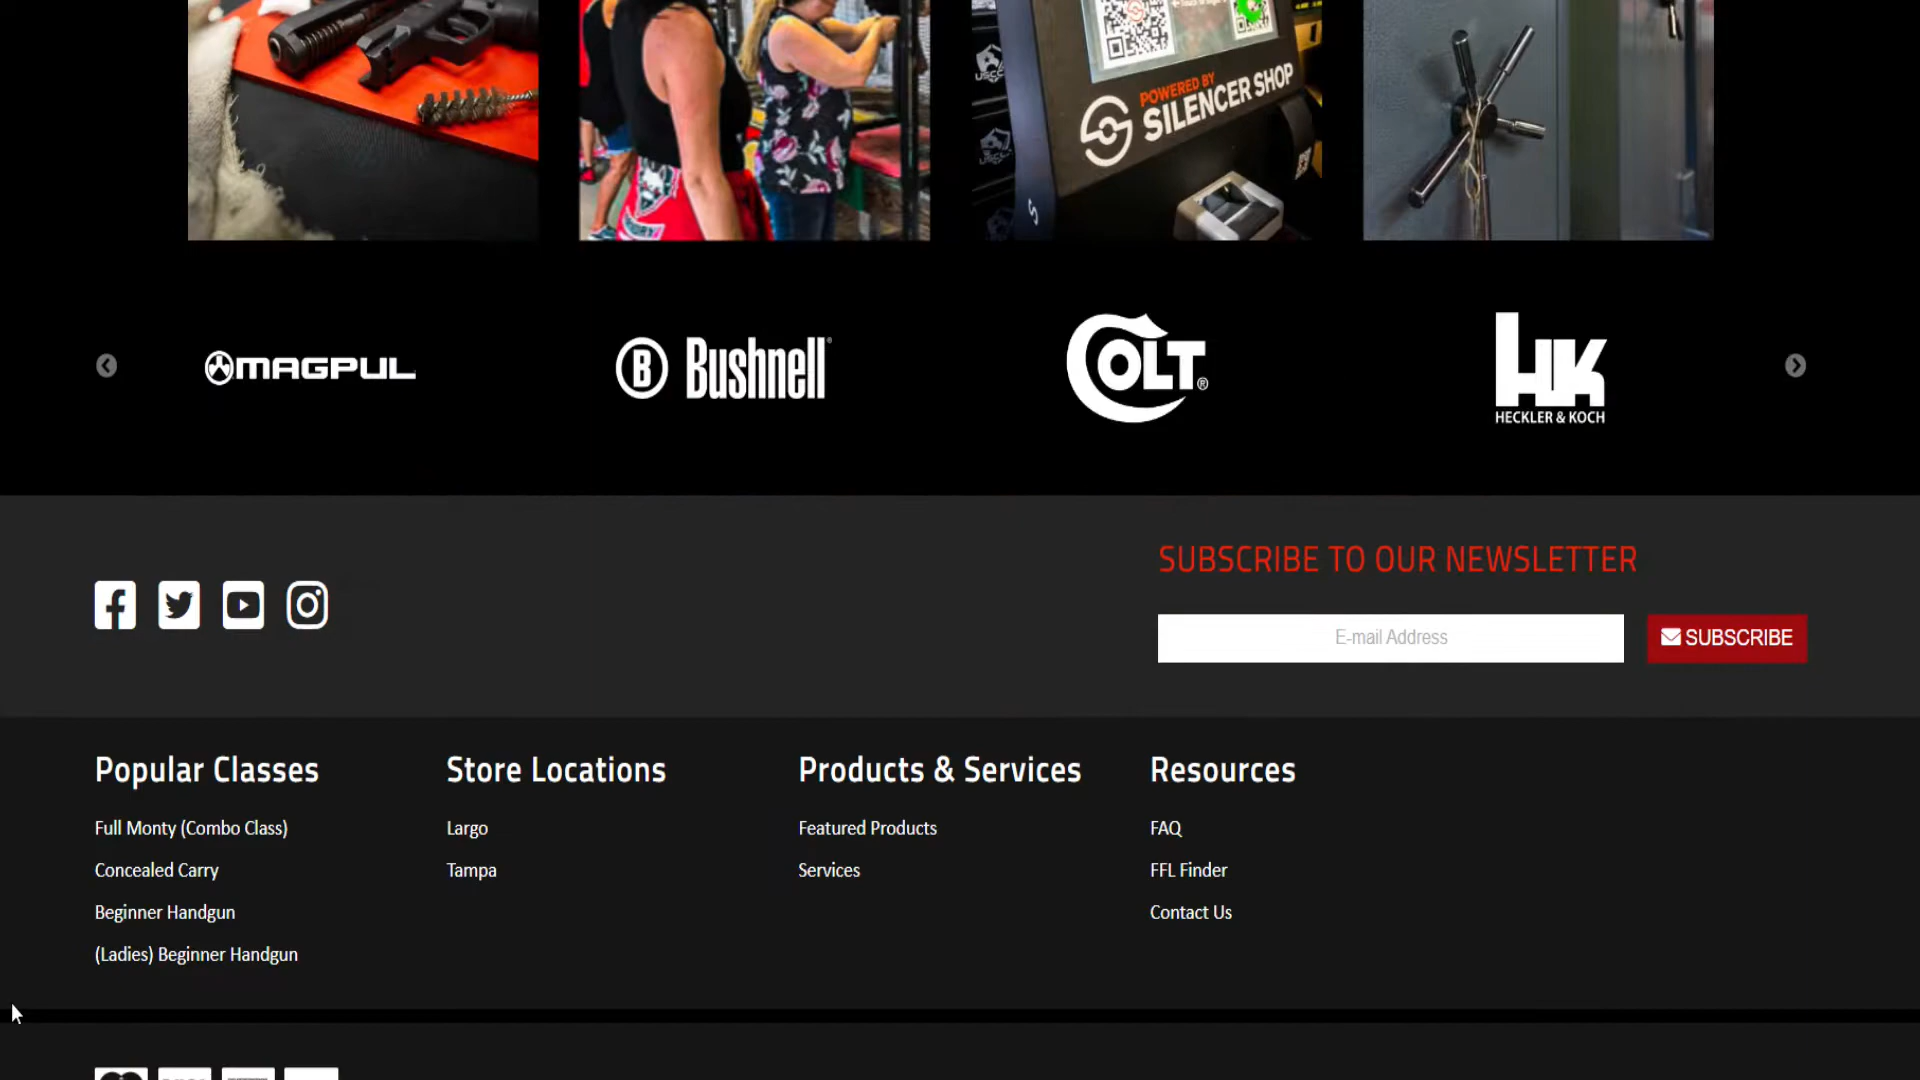 USCC
USCC
POWERED BY
SILENCER SHOP
MAGPUL
B Bushnell®
COLT®
HK
HECKLER & KOCH
SUBSCRIBE TO OUR NEWSLETTER
E-mail Address
SUBSCRIBE
Popular Classes
Full Monty (Combo Class)
Concealed Carry
Beginner Handgun
(Ladies) Beginner Handgun
Store Locations
Largo
Tampa
Products & Services
Featured Products
Services
Resources
FAQ
FFL Finder
Contact Us